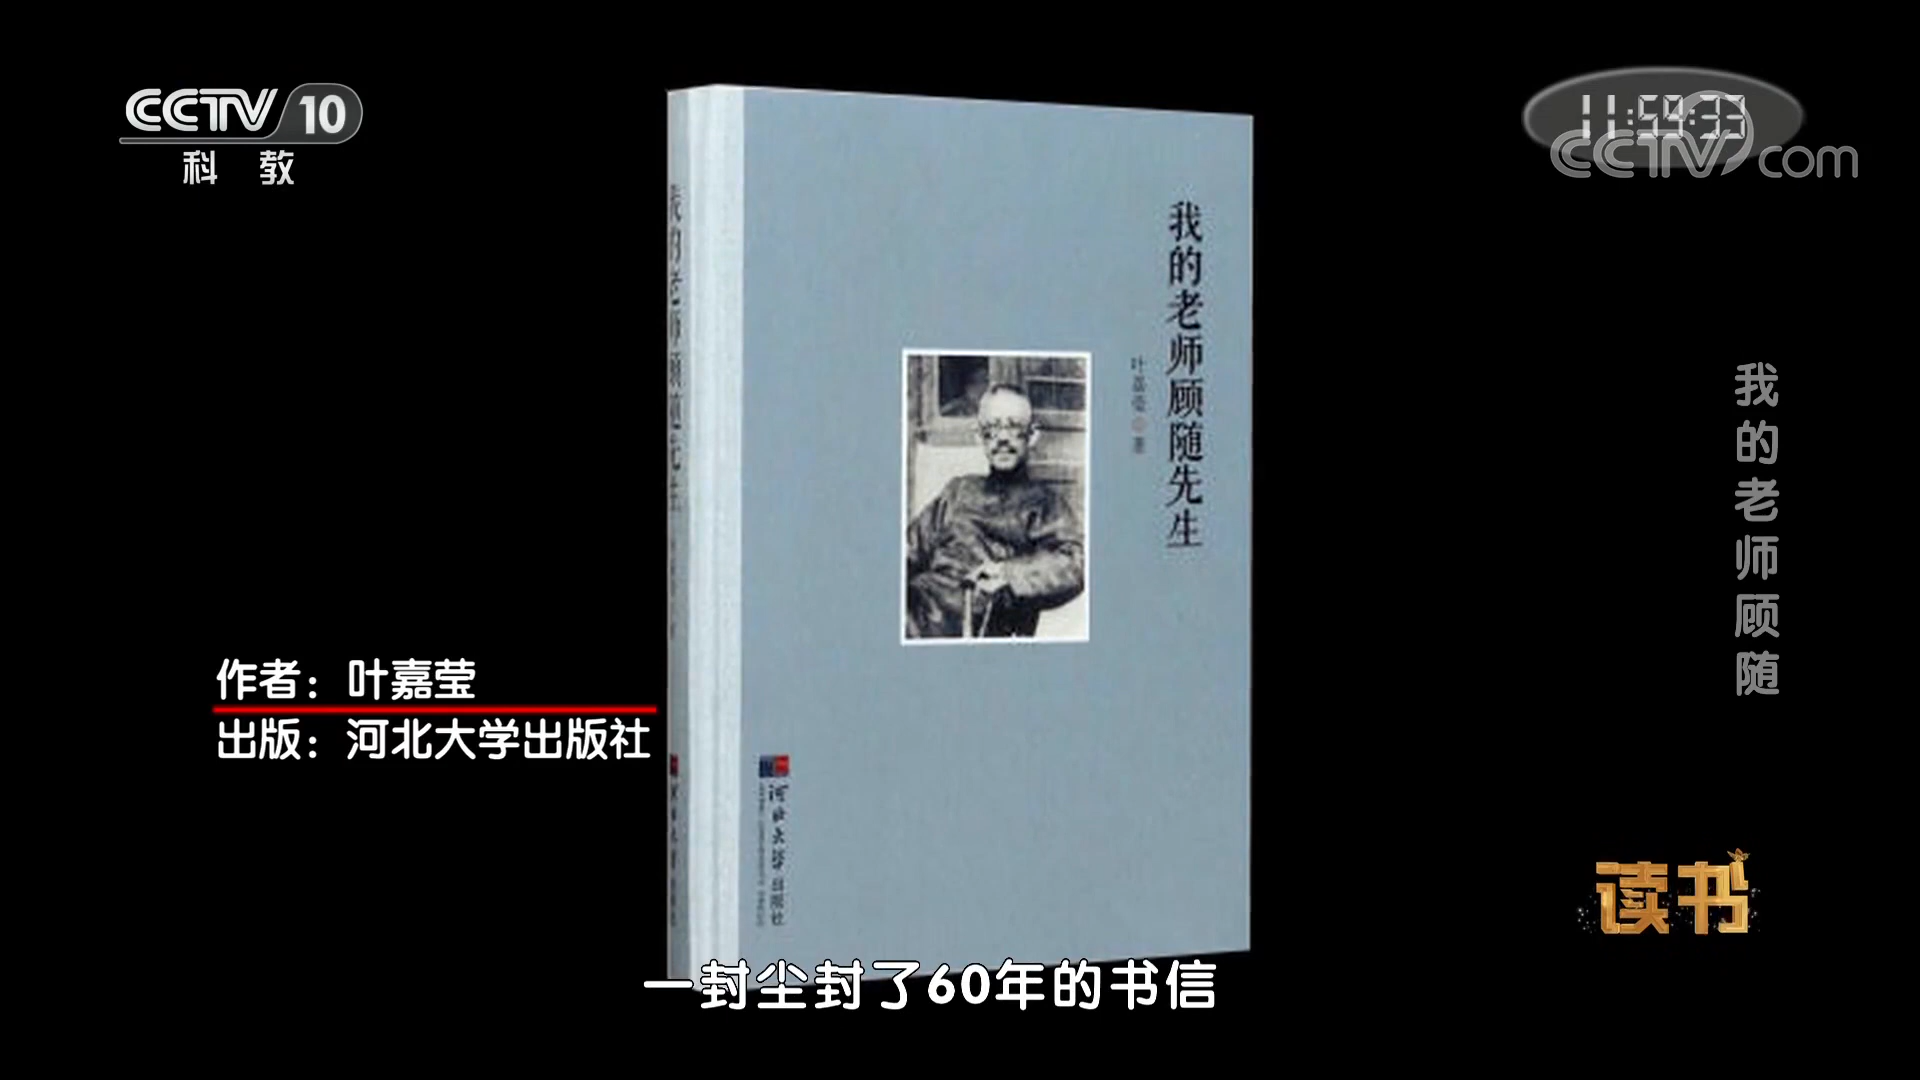 CCTV 10
科教
11:59:33
CCTV com
我的老师顾随先生
叶嘉莹 著
我的老师顾随先生
作者：叶嘉莹
出版：河北大学出版社
河北大学出版社
我的老师顾随
读书
一封尘封了60年的书信